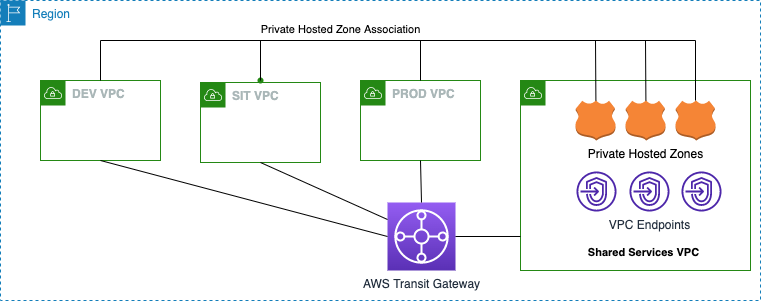 Region
Private Hosted Zone Association
DEV VPC
SIT VPC
PROD VPC
Private Hosted Zones
VPC Endpoints
Shared Services VPC
AWS Transit Gateway